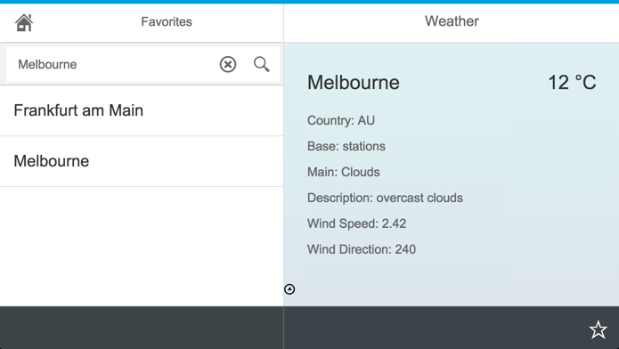 Favorites
Melbourne
Frankfurt am Main
Melbourne
Weather
Melbourne 12 °C
Country: AU
Base: stations
Main: Clouds
Description: overcast clouds
Wind Speed: 2.42
Wind Direction: 240